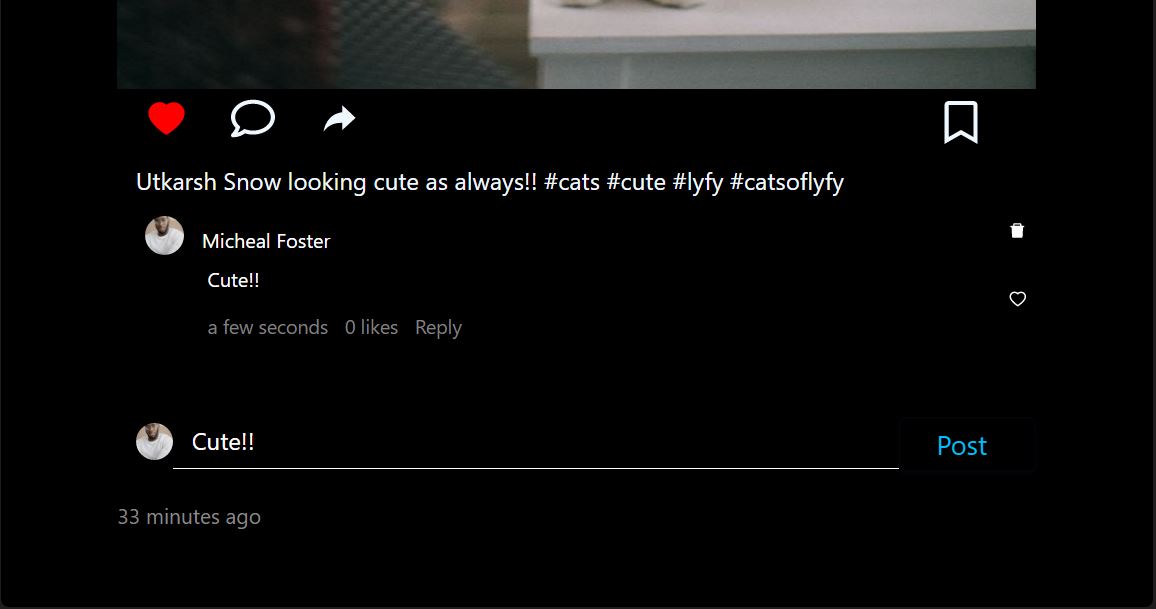 Utkarsh Snow looking cute as always!! #cats #cute #lyfy #catsoflyfy
Micheal Foster
Cute!!
a few seconds 0 likes Reply
Cute!!
Post
33 minutes ago